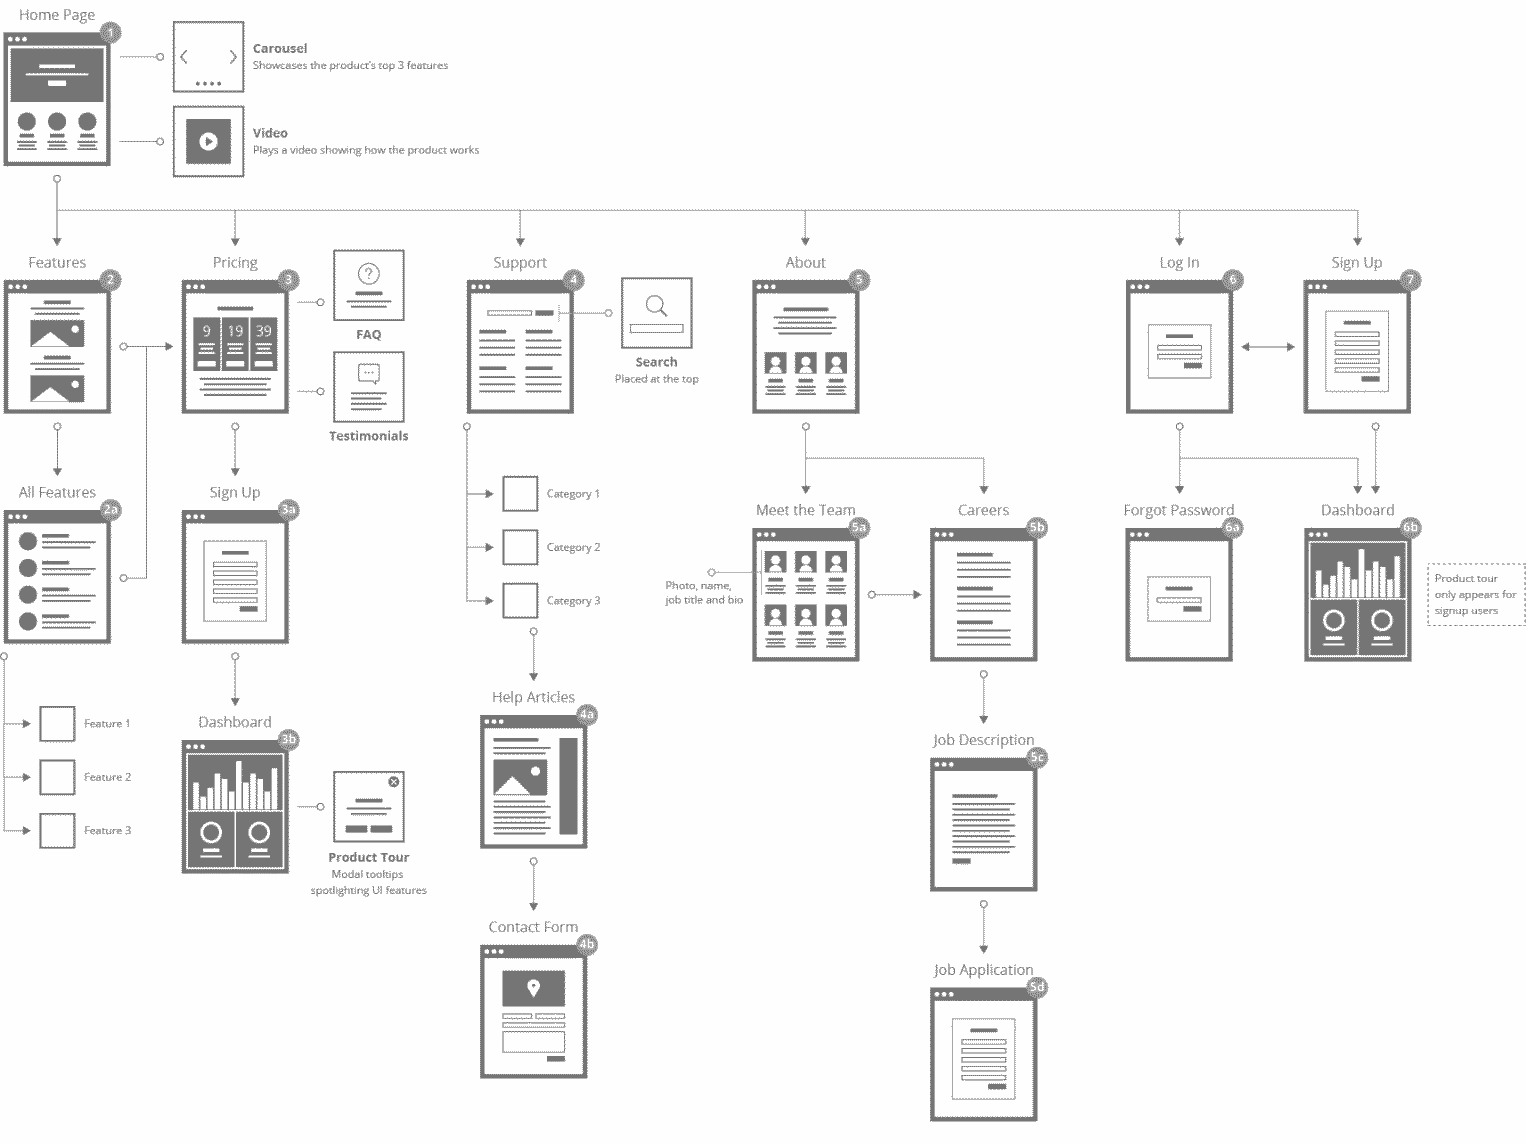 Home Page
1
Carousel
Showcases the product's top 3 features
Video
Plays a video showing how the product works
Features
2
Pricing
3
9 19 39
FAQ
Testimonials
Support
4
Search
Placed at the top
About
5
Log In
6
Sign Up
7
All Features
2a
Sign Up
3a
Category 1
Category 2
Category 3
Meet the Team
5a
Photo, name,
job title and bio
Careers
5b
Forgot Password
6a
Dashboard
6b
Product tour
only appears for
signup users
Feature 1
Feature 2
Feature 3
Dashboard
3b
Product Tour
Modal tooltips
spotlighting UI features
Help Articles
4a
Contact Form
4b
Job Description
5c
Job Application
5d